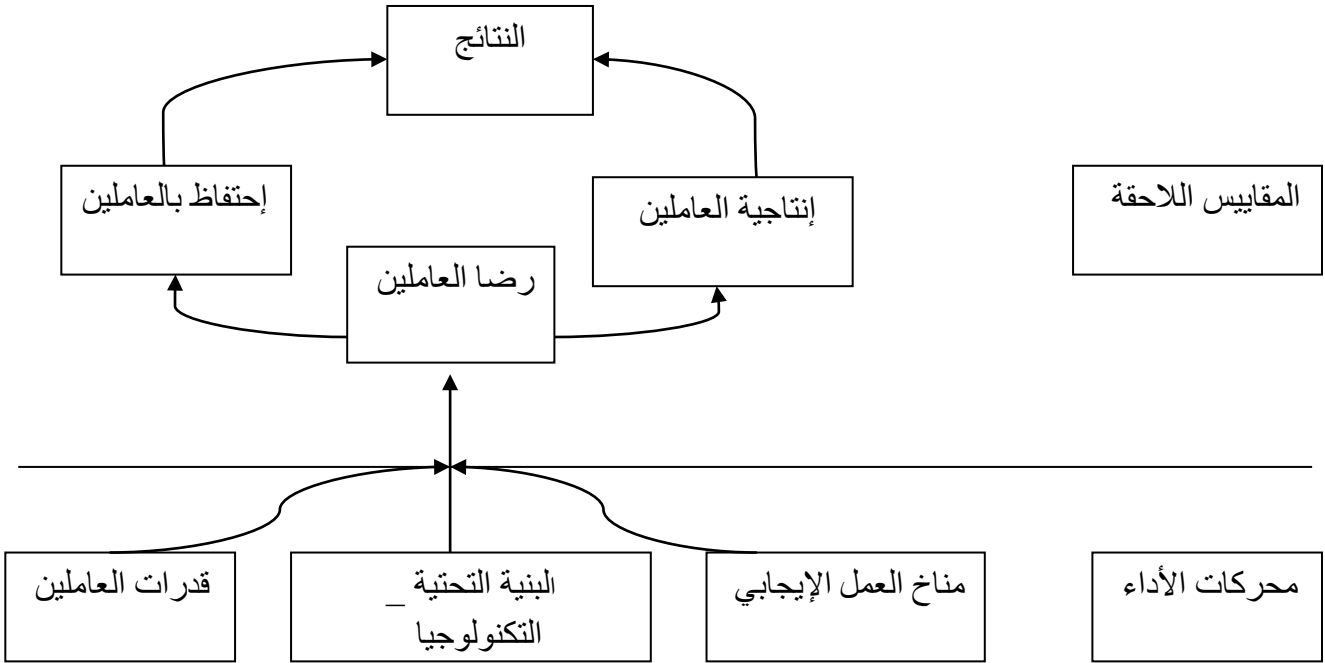 النتائج
المقاييس اللاحقة
إنتاجية العاملين
إحتفاظ بالعاملين
رضا العاملين
محركات الأداء
مناخ العمل الإيجابي
البنية التحتية _
التكنولوجيا
قدرات العاملين